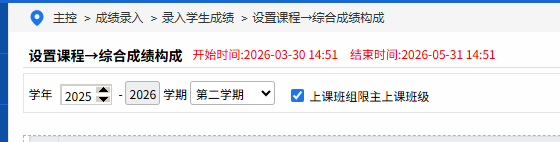 主控 > 成绩录入 > 录入学生成绩 > 设置课程→综合成绩构成
设置课程→综合成绩构成 开始时间:2026-03-30 14:51 结束时间:2026-05-31 14:51
学年 2025 - 2026 学期 第二学期 上课班组限主上课班级